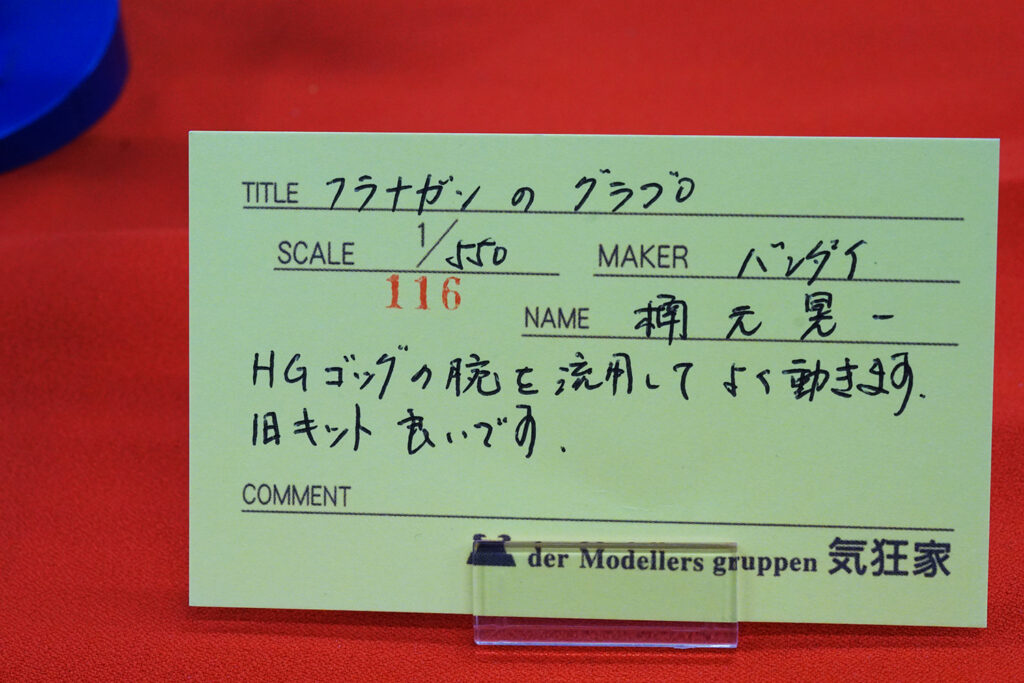 TITLE フラナガンの グラブロ
SCALE 1/550 MAKER バンダイ
116
NAME 楠元晃一
HGゴッグの腕を流用してよく動きます.
旧キット良いです.
COMMENT
der Modellers gruppen 気狂家